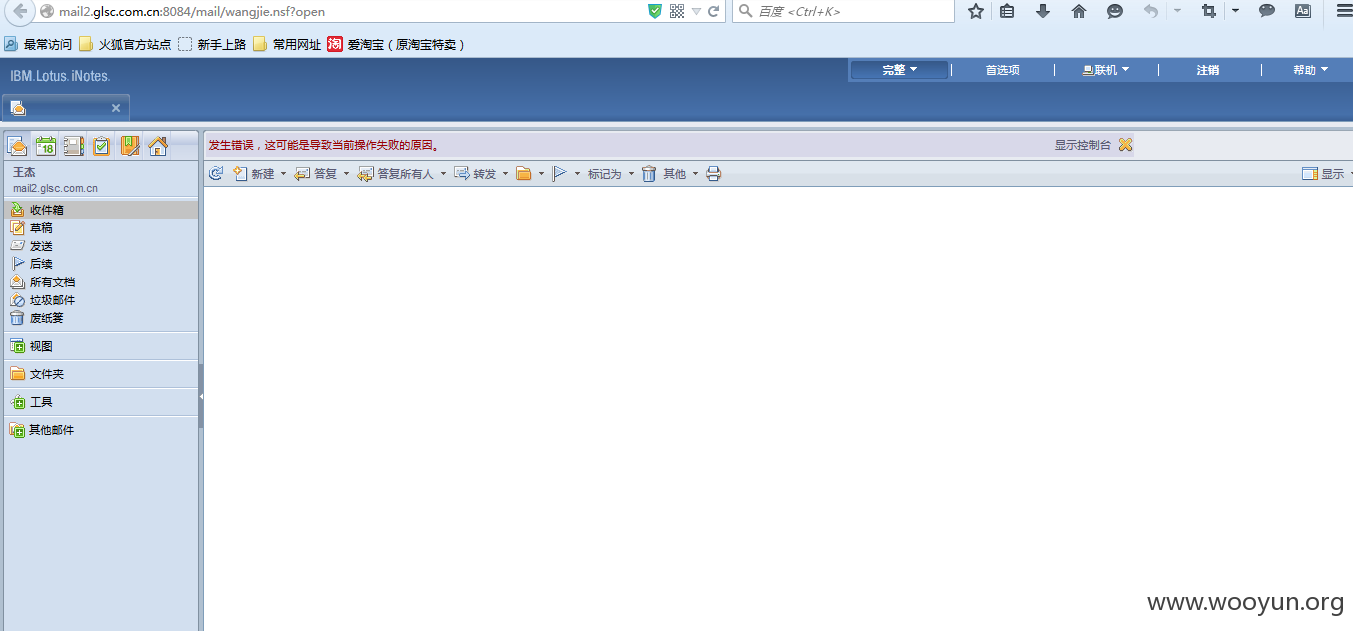 mail2.glsc.com.cn:8084/mail/wangjie.nsf?open
百度 <Ctrl+K>
Aa
最常访问 火狐官方站点 新手上路 常用网址 淘 爱淘宝（原淘宝特卖）
IBM.Lotus.iNotes.
完整 首选项 联机 注销 帮助
18
发生错误，这可能是导致当前操作失败的原因。 显示控制台
王杰
mail2.glsc.com.cn
新建 答复 答复所有人 转发 标记为 其他 显示
收件箱
草稿
发送
后续
所有文档
垃圾邮件
废纸篓
视图
文件夹
工具
其他邮件
www.wooyun.org